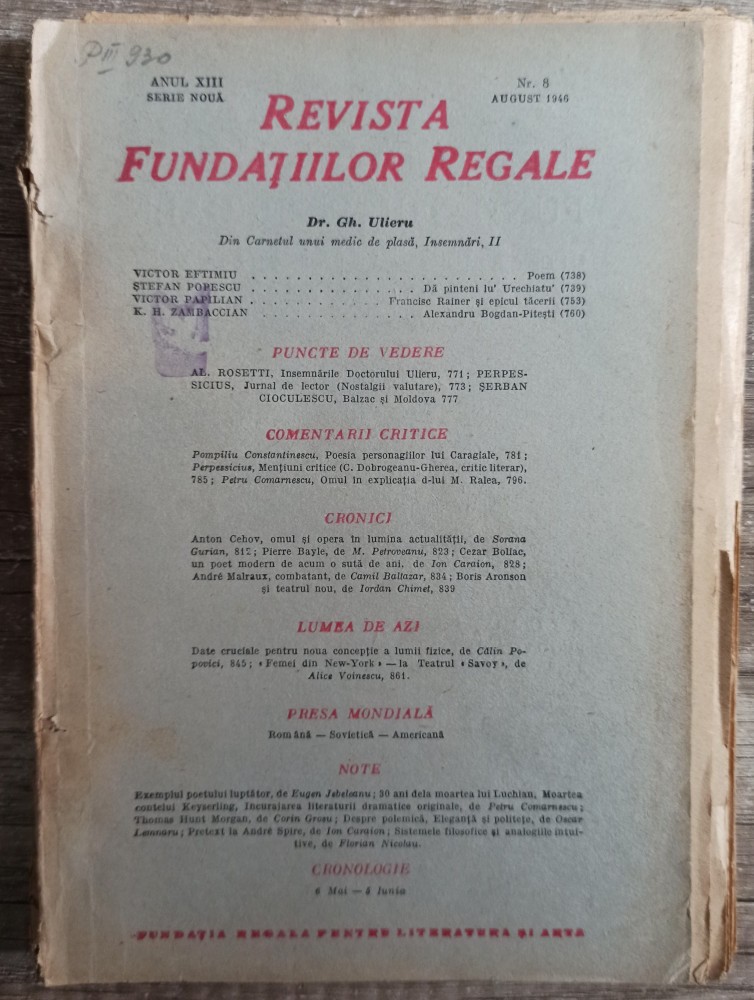 P III 930
ANUL XIII
SERIE NOUĂ
Nr. 8
AUGUST 1946
REVISTA
FUNDAȚIILOR REGALE
Dr. Gh. Ulieru
Din Carnetul unui medic de plasă, Insemnări, II
VICTOR EFTIMIU . . . . . . . . . . . . . . . . . . . . . . . . Poem (738)
ȘTEFAN POPESCU . . . . . . . . . . . . . . . Dă pinteni lu' Urechiatu' (739)
VICTOR PAPILIAN . . . . . . . . . . . . Francisc Rainer și epicul tăcerii (753)
K. H. ZAMBACCIAN . . . . . . . . . . . . . . Alexandru Bogdan-Pitești (760)
PUNCTE DE VEDERE
AL. ROSETTI, Insemnările Doctorului Ulieru, 771; PERPES-
SICIUS, Jurnal de lector (Nostalgii valutare), 773; ȘERBAN
CIOCULESCU, Balzac și Moldova 777
COMENTARII CRITICE
Pompiliu Constantinescu, Poesia personagiilor lui Caragiale, 781;
Perpessicius, Mențiuni critice (C. Dobrogeanu-Gherea, critic literar),
785; Petru Comarnescu, Omul în explicația d-lui M. Ralea, 796.
CRONICI
Anton Cehov, omul și opera în lumina actualității, de Sorana
Gurian, 812; Pierre Bayle, de M. Petroveanu, 823; Cezar Boliac,
un poet modern de acum o sută de ani, de Ion Caraion, 828;
André Malraux, combatant, de Camil Baltazar, 834; Boris Aronson
și teatrul nou, de Iordan Chimet, 839
LUMEA DE AZI
Date cruciale pentru noua concepție a lumii fizice, de Călin Po-
povici, 845; «Femei din New-York» — la Teatrul «Savoy», de
Alice Voinescu, 861.
PRESA MONDIALĂ
Română — Sovietică — Americană
NOTE
Exemplul poetului luptător, de Eugen Jebeleanu; 30 ani dela moartea lui Luchian, Moartea
contelui Keyserling, Incurajarea literaturii dramatice originale, de Petru Comarnescu;
Thomas Hunt Morgan, de Corin Grosu; Despre polemică, Eleganță și politețe, de Oscar
Lemnaru; Pretext la André Spire, de Ion Caraion; Sistemele filosofice și analogiile intui-
tive, de Florian Nicolau.
CRONOLOGIE
6 Mai — 4 Iunie
FUNDAȚIA REGALĂ PENTRU LITERATURĂ ȘI ARTĂ